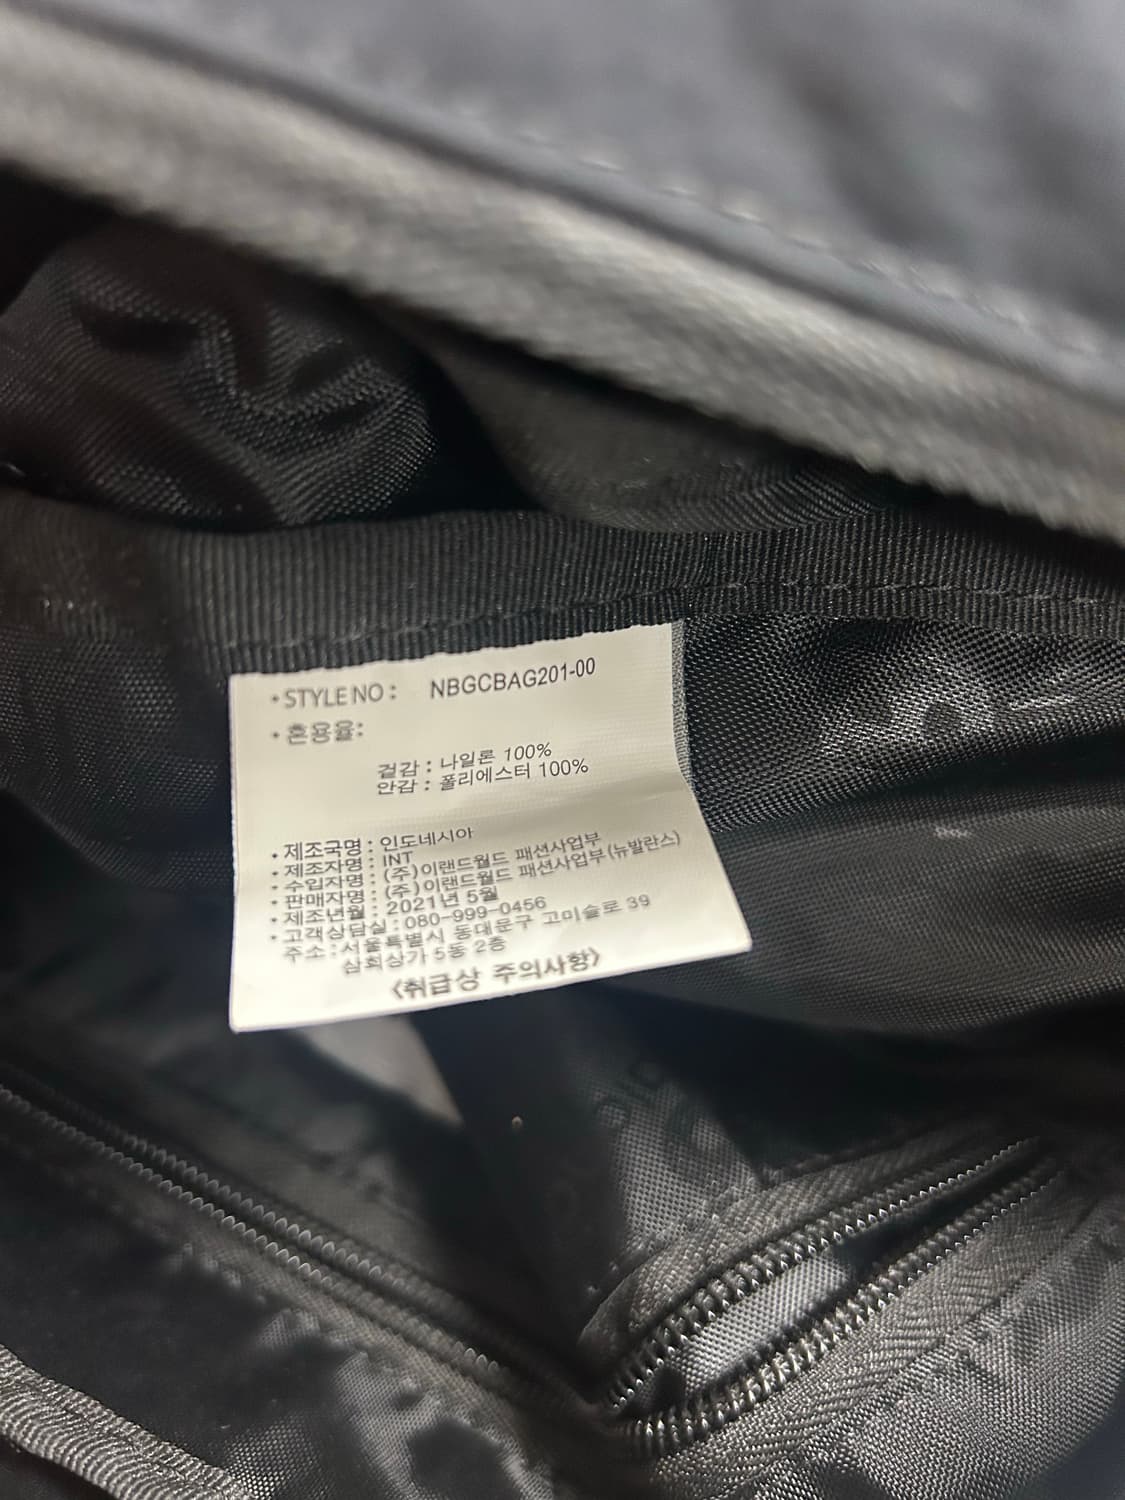 • STYLE NO : NBGCBAG201-00
• 혼용율:
겉감 : 나일론 100%
안감 : 폴리에스터 100%
• 제조국명 : 인도네시아
• 제조자명 : INT
• 수입자명 : (주)이랜드월드 패션사업부
• 판매자명 : (주)이랜드월드 패션사업부(뉴발란스)
• 제조년월 : 2021년 5월
• 고객상담실 : 080-999-0456
주소 : 서울특별시 동대문구 고미술로 39
삼희상가 5동 2층
<취급상 주의사항>